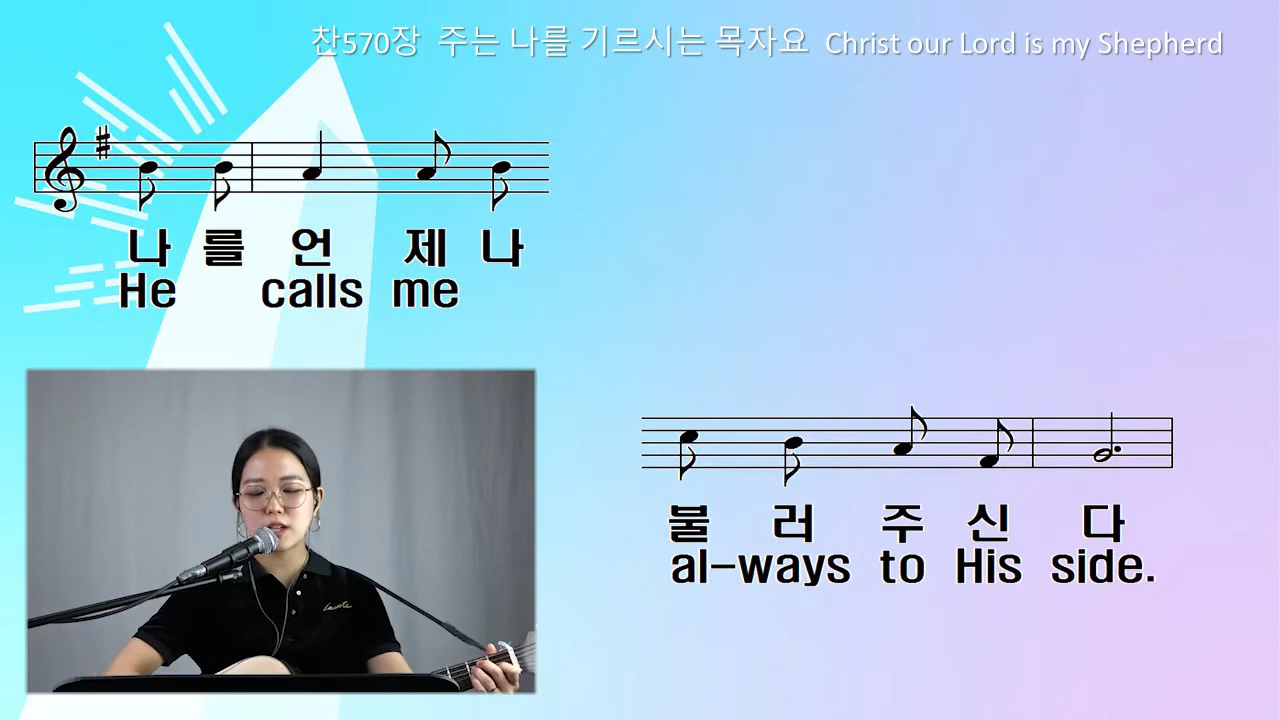 찬570장 주는 나를 기르시는 목자요 Christ our Lord is my Shepherd
나 를 언 제 나
He calls me
불 러 주 신 다
al-ways to His side.